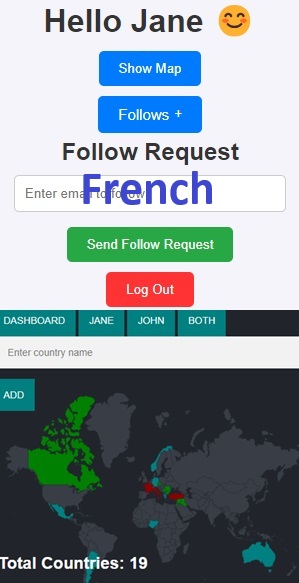 Hello Jane 😊
Show Map
Follows +
Follow Request
Enter email to follow
French
Send Follow Request
Log Out
DASHBOARD JANE JOHN BOTH
Enter country name
ADD
Total Countries: 19